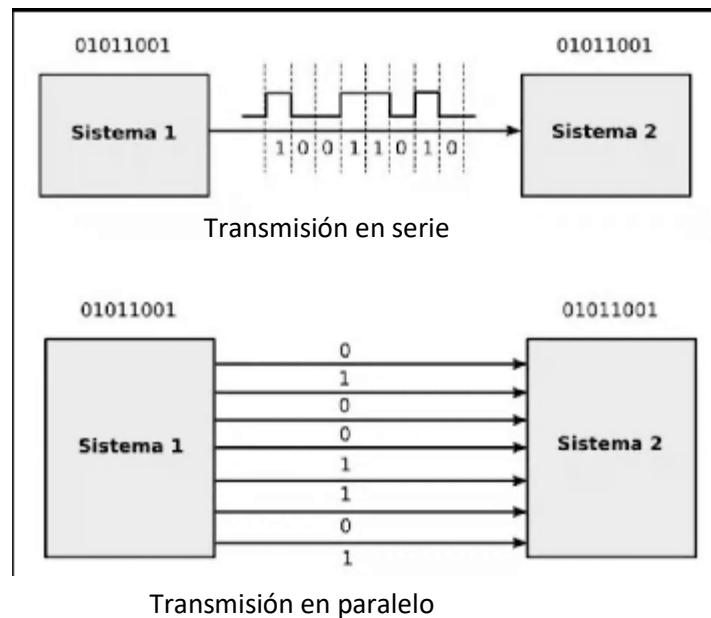 01011001 01011001
Sistema 1 Sistema 2
1 0 0 1 1 0 1 0
Transmisión en serie
01011001 01011001
0
1
0
0
Sistema 1 Sistema 2
1
1
0
1
Transmisión en paralelo